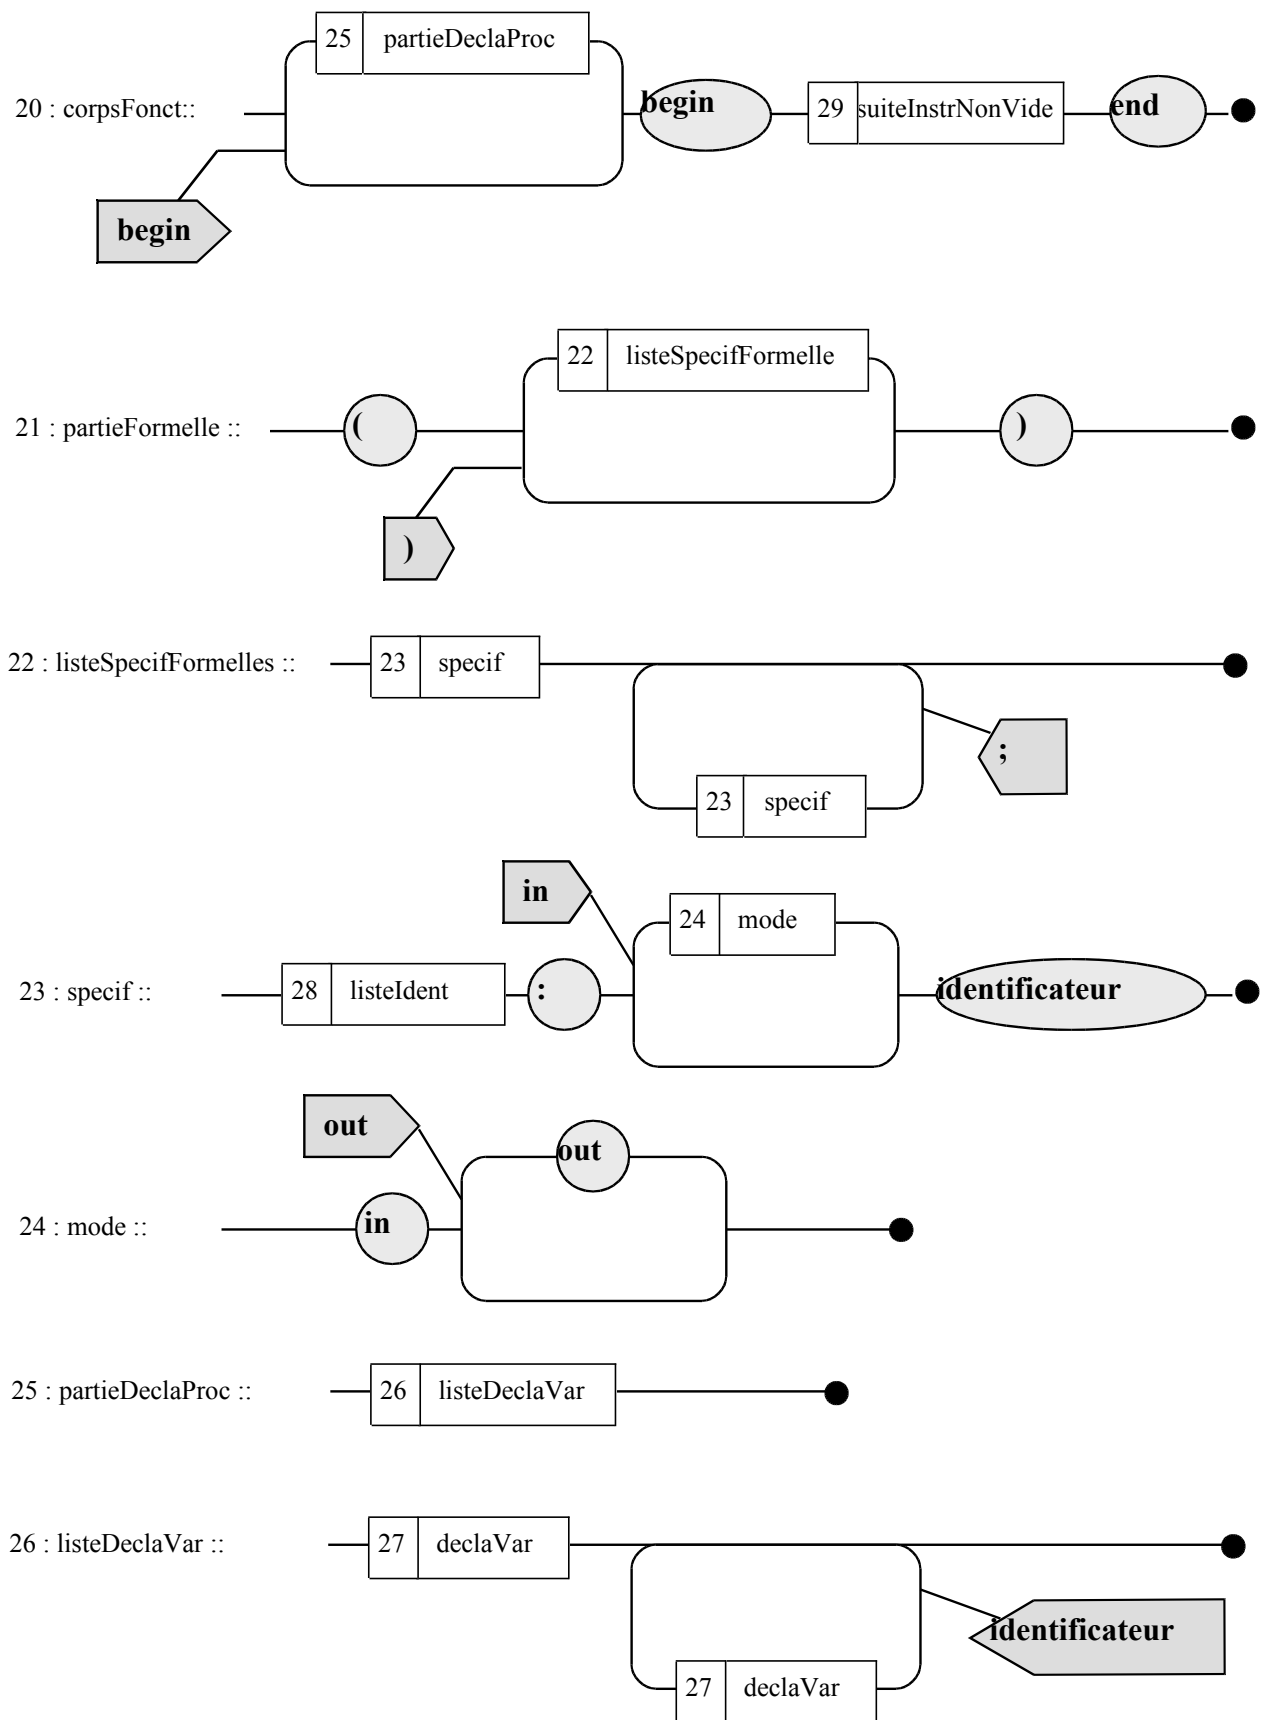 25 partieDeclaProc
20 : corpsFonct:: begin 29 suiteInstrNonVide end
begin
22 listeSpecifFormelle
21 : partieFormelle :: ( )
)
22 : listeSpecifFormelles :: 23 specif
;
23 specif
in
24 mode
23 : specif :: 28 listeIdent : identificateur
out
out
24 : mode :: in
25 : partieDeclaProc :: 26 listeDeclaVar
26 : listeDeclaVar :: 27 declaVar
identificateur
27 declaVar